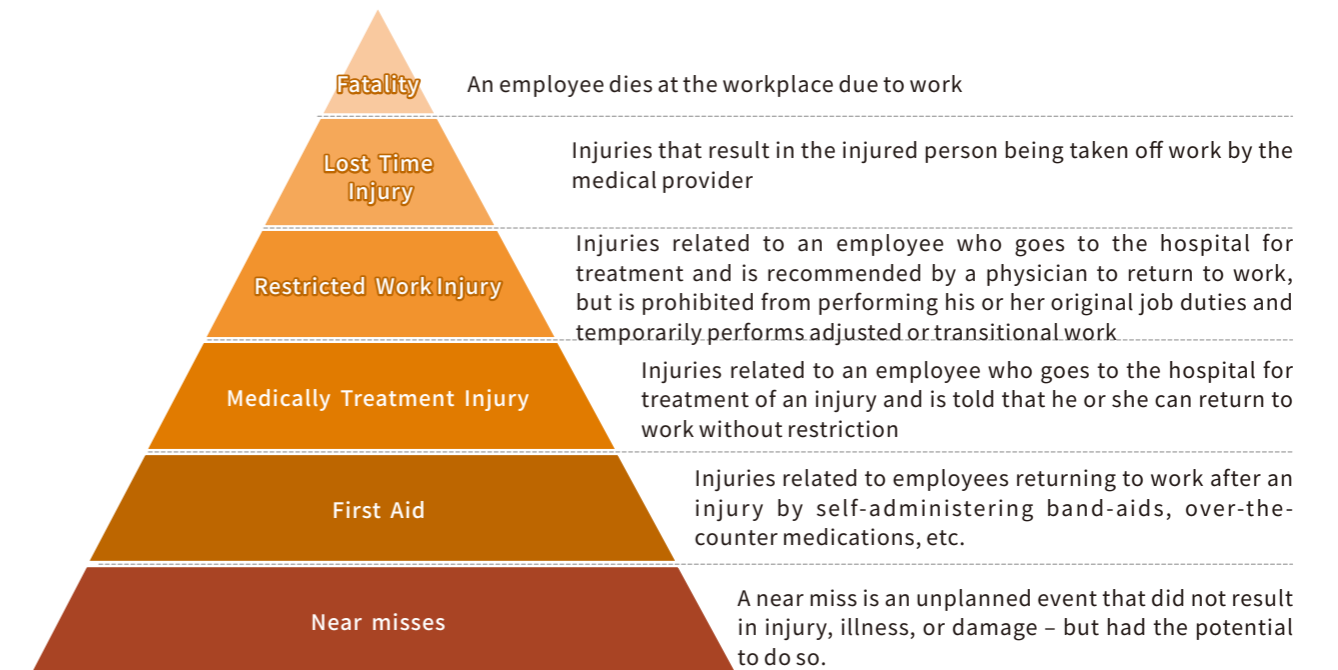 Fatality
An employee dies at the workplace due to work
Lost Time
Injury
Injuries that result in the injured person being taken off work by the
medical provider
Restricted Work Injury
Injuries related to an employee who goes to the hospital for
treatment and is recommended by a physician to return to work,
but is prohibited from performing his or her original job duties and
temporarily performs adjusted or transitional work
Medically Treatment Injury
Injuries related to an employee who goes to the hospital for
treatment of an injury and is told that he or she can return to
work without restriction
First Aid
Injuries related to employees returning to work after an
injury by self-administering band-aids, over-the-
counter medications, etc.
Near misses
A near miss is an unplanned event that did not result
in injury, illness, or damage – but had the potential
to do so.